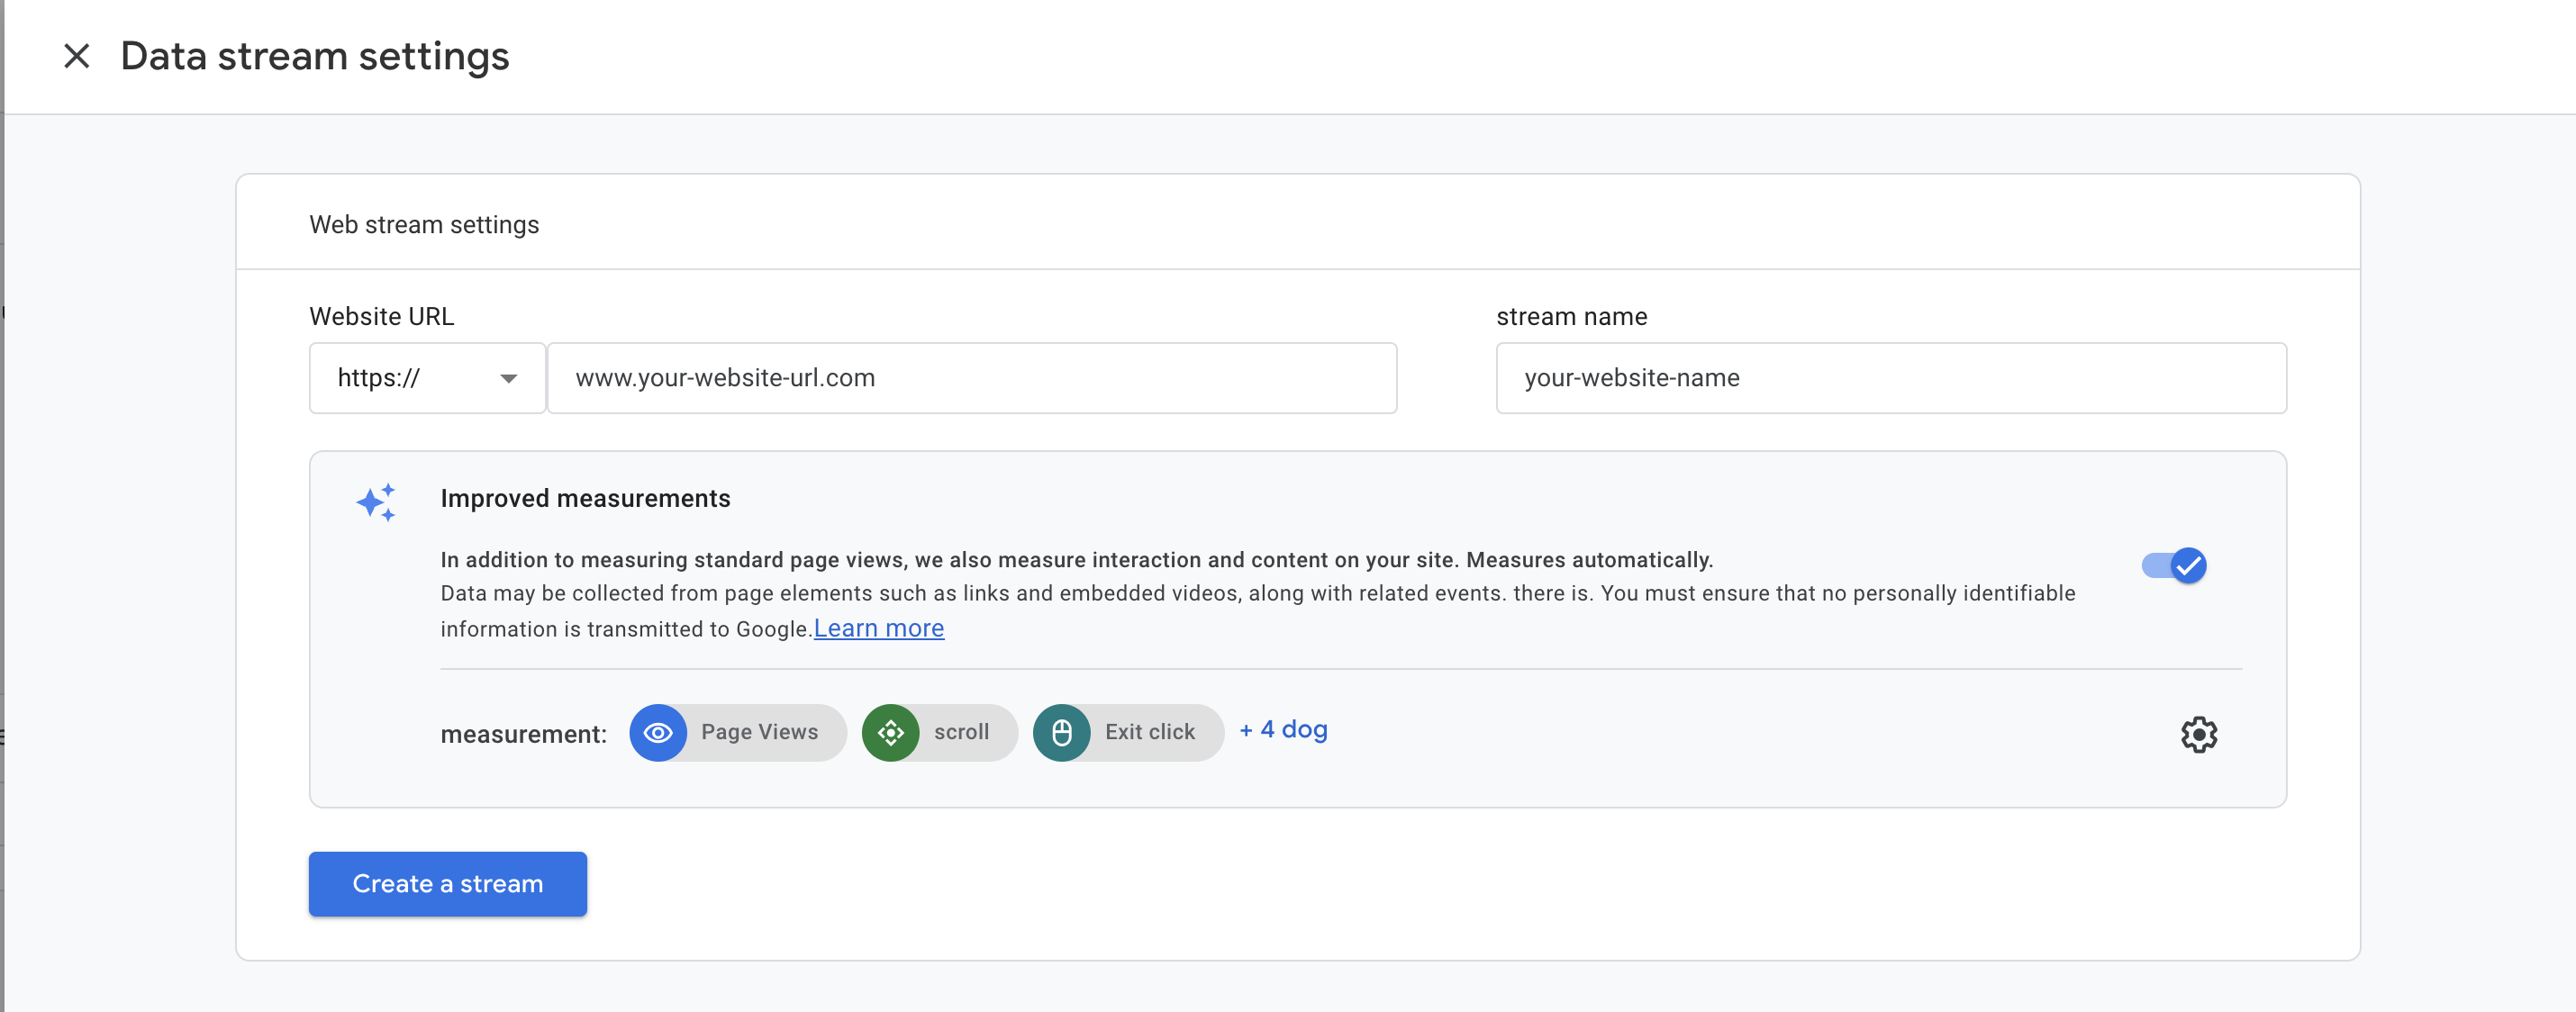 Data stream settings
Web stream settings
Website URL
stream name
https://
www.your-website-url.com
your-website-name
Improved measurements
In addition to measuring standard page views, we also measure interaction and content on your site. Measures automatically.
Data may be collected from page elements such as links and embedded videos, along with related events. there is. You must ensure that no personally identifiable
information is transmitted to Google.Learn more
measurement: Page Views scroll Exit click + 4 dog
Create a stream